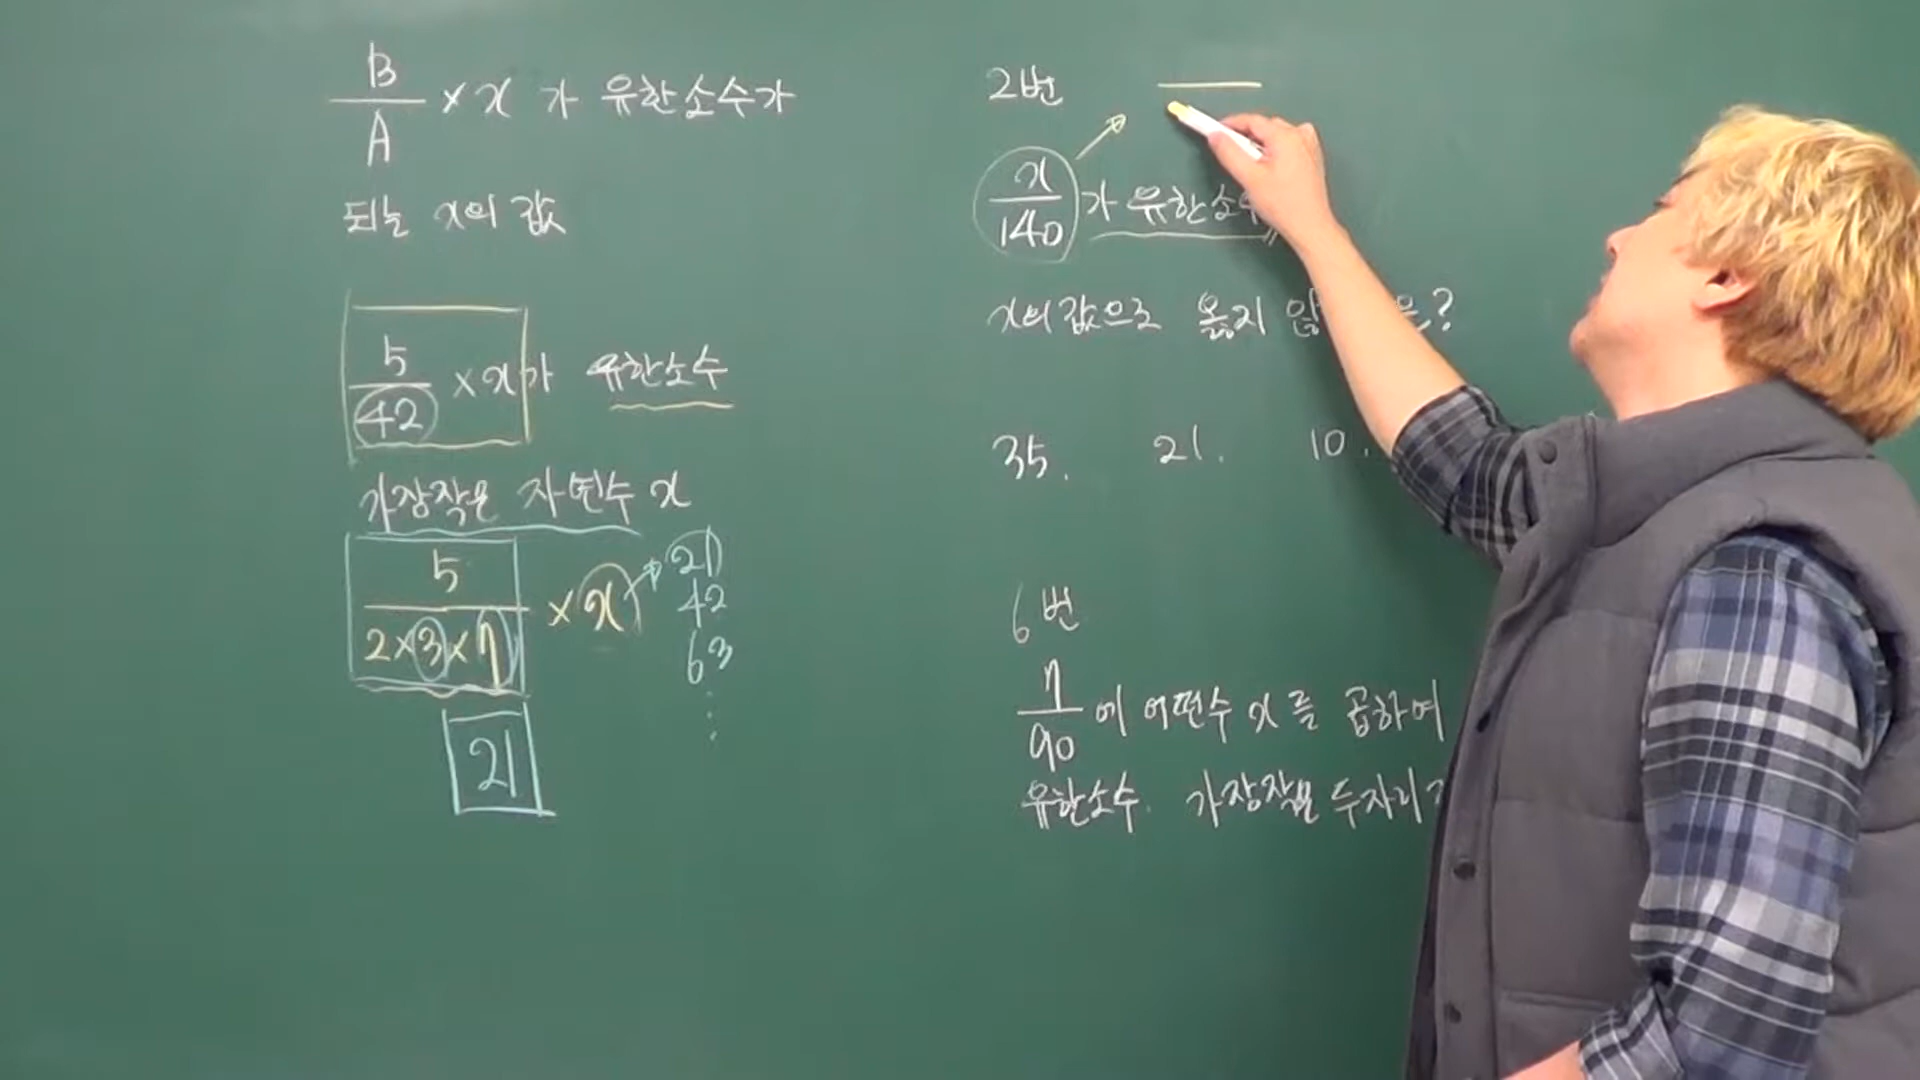 B/A × x 가 유한소수가
되는 x의 값
5/42 × x가 유한소수
가장작은 자연수 x
5/2×3×7 × x
21
42
63
21
2번
x/140 가 유한소
x의 값으로 옳지 않
?
35. 21. 10.
6번
7/90 에 어떤수 x를 곱하여
유한소수. 가장작은 두자리